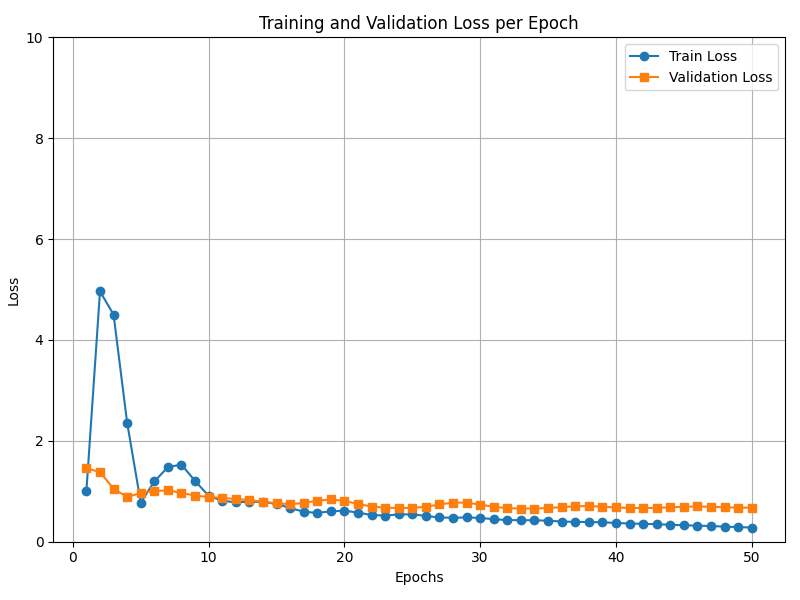 Training and Validation Loss per Epoch
10
8
6
4
2
0
Loss
Train Loss
Validation Loss
0 10 20 30 40 50
Epochs